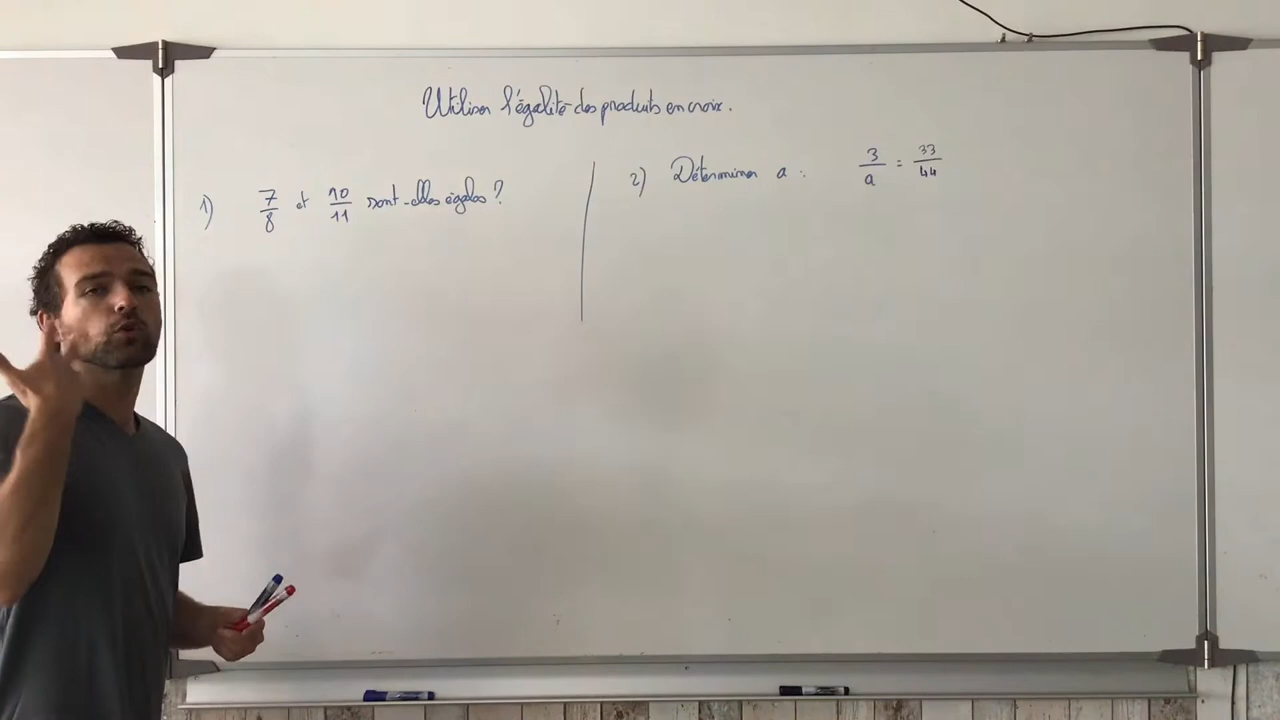 Utiliser l'égalité des produits en croix.
1) 7/8 et 10/11 sont-elles égales ?
2) Déterminer a : 3/a = 33/44